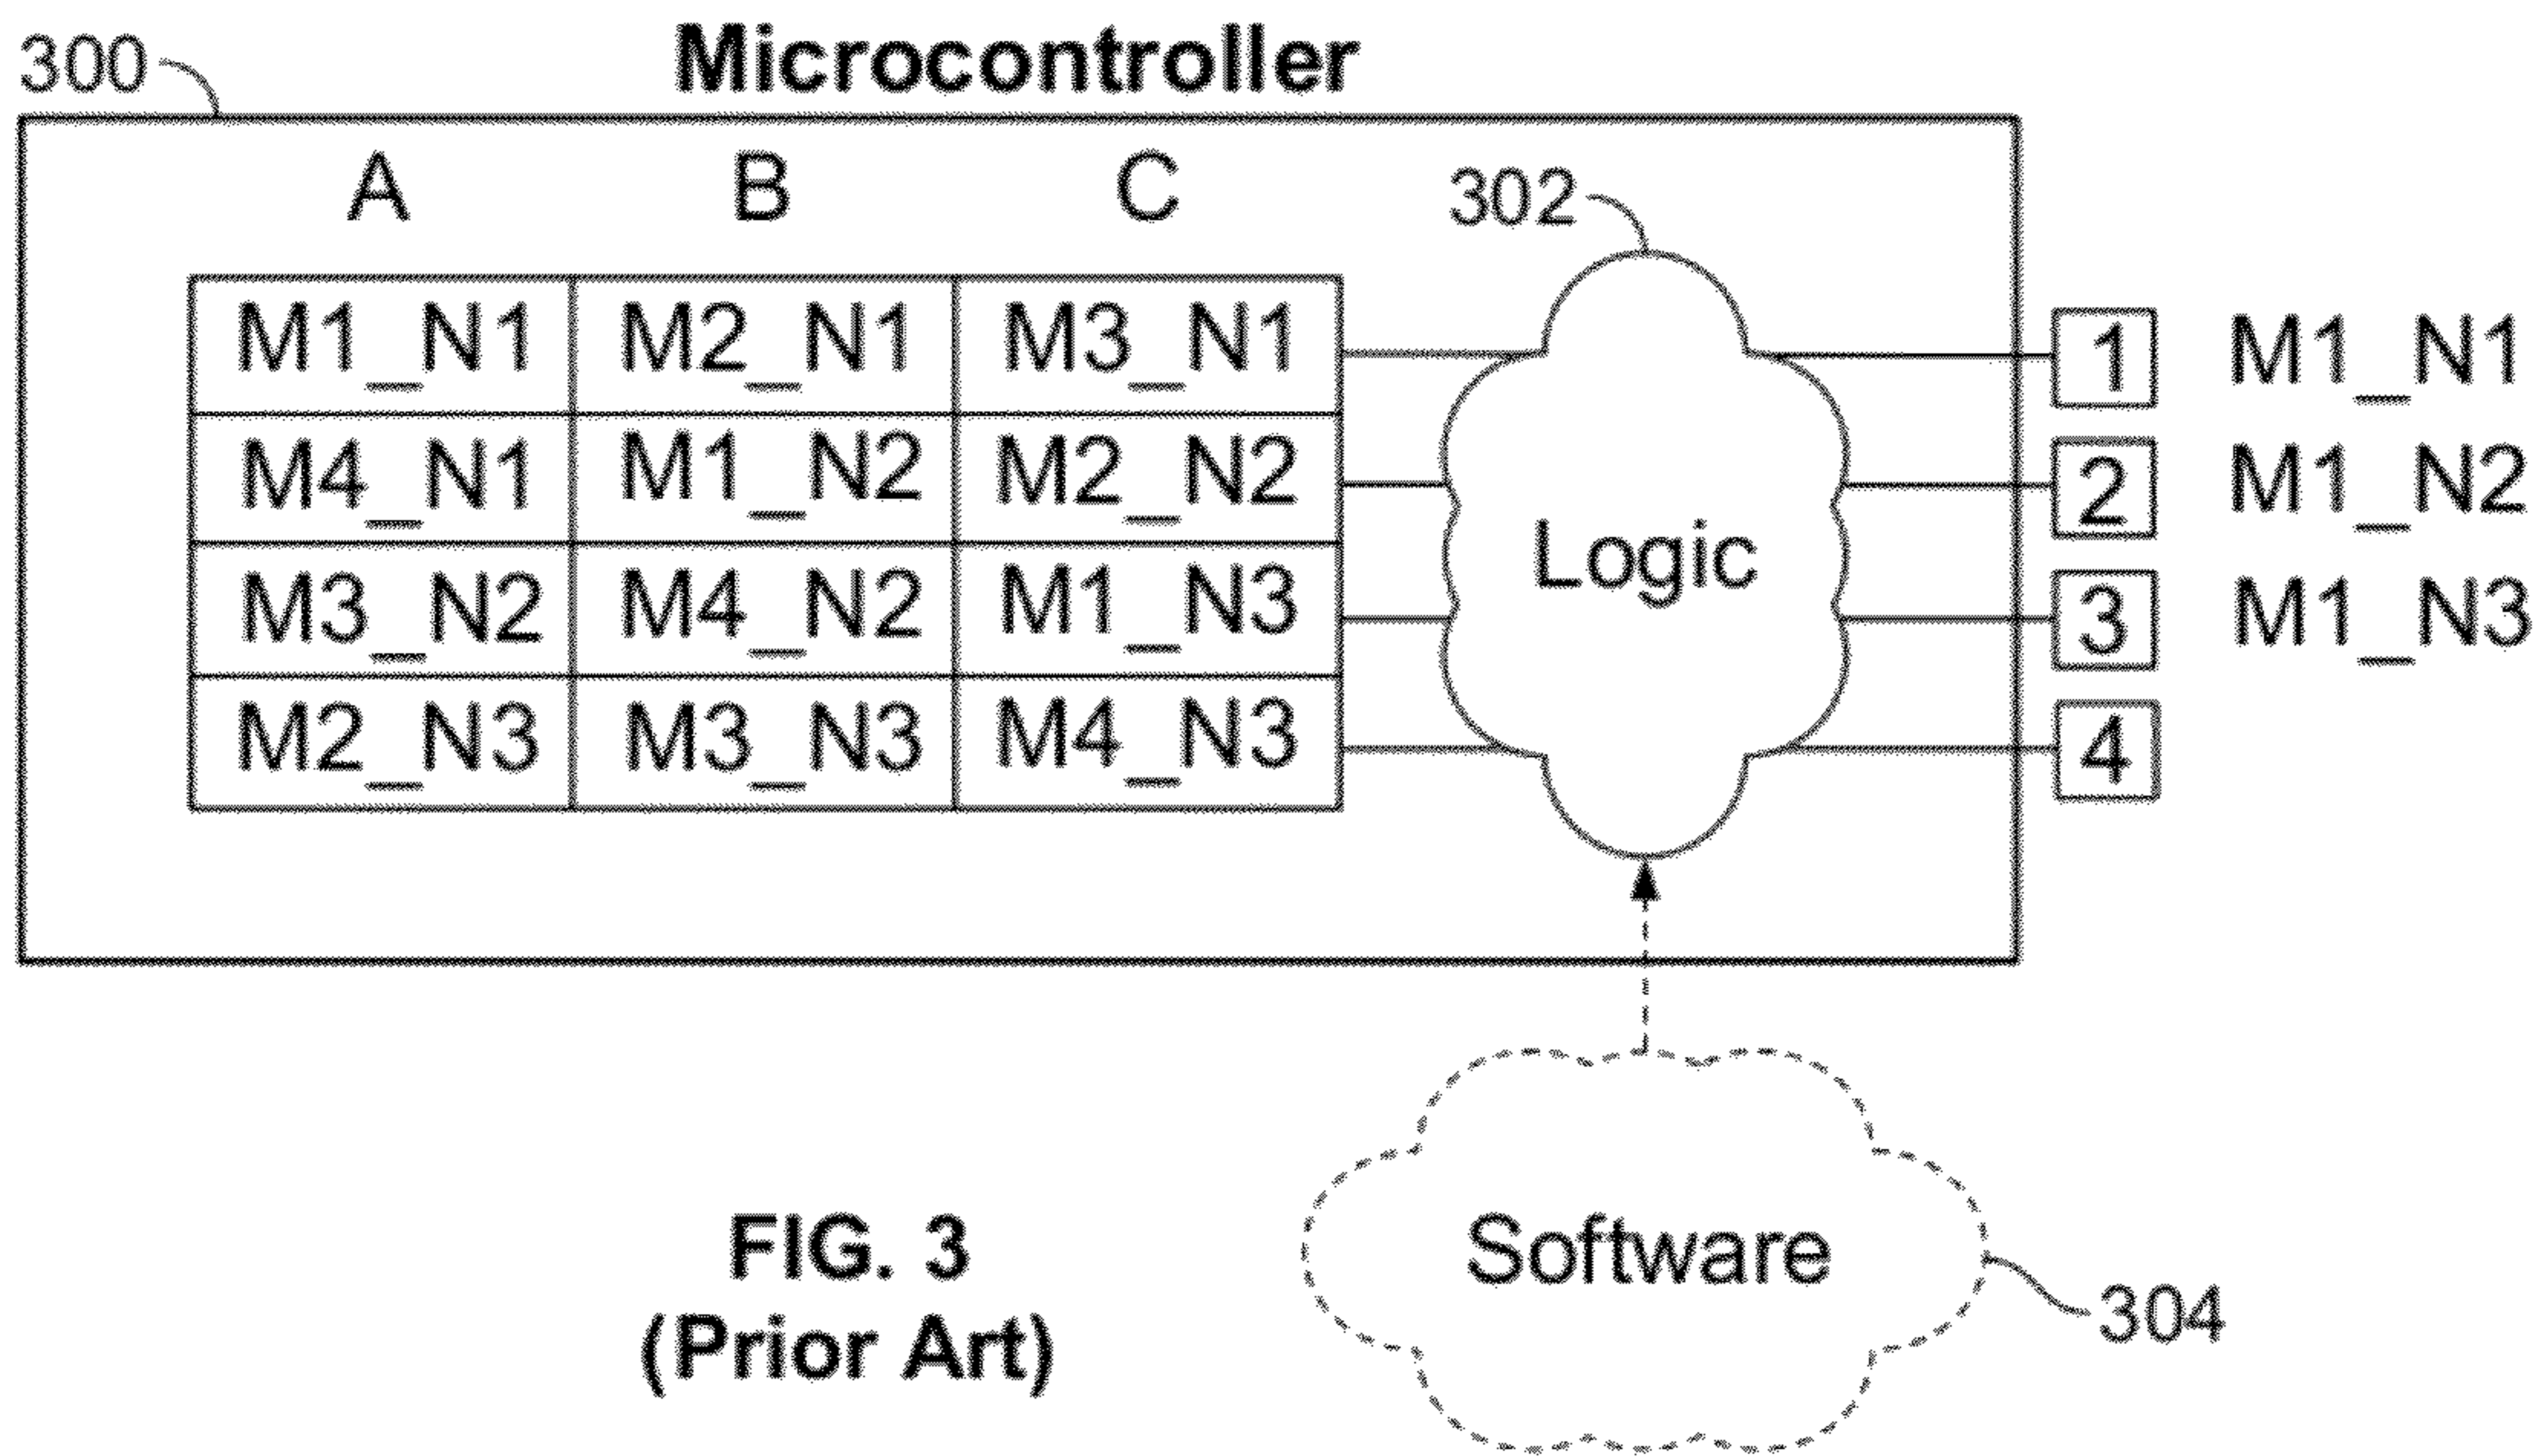 Microcontroller
300
A B C
302
M1_N1 M2_N1 M3_N1 1 M1_N1
M4_N1 M1_N2 M2_N2 2 M1_N2
Logic
M3_N2 M4_N2 M1_N3 3 M1_N3
M2_N3 M3_N3 M4_N3 4
Software
304
FIG. 3
(Prior Art)